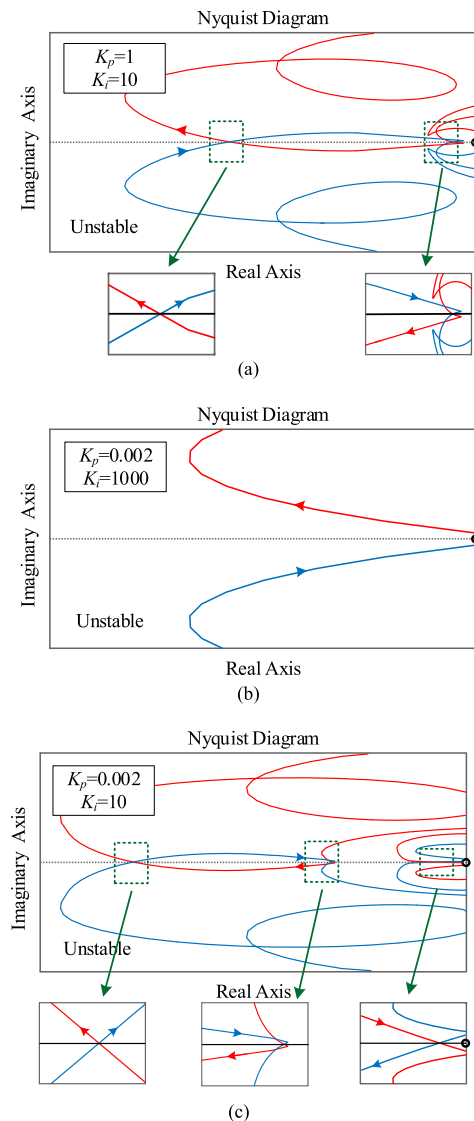 Nyquist Diagram
Kp=1
Ki=10
Imaginary Axis
Unstable
Real Axis
(a)
Nyquist Diagram
Kp=0.002
Ki=1000
Imaginary Axis
Unstable
Real Axis
(b)
Nyquist Diagram
Kp=0.002
Ki=10
Imaginary Axis
Unstable
Real Axis
(c)